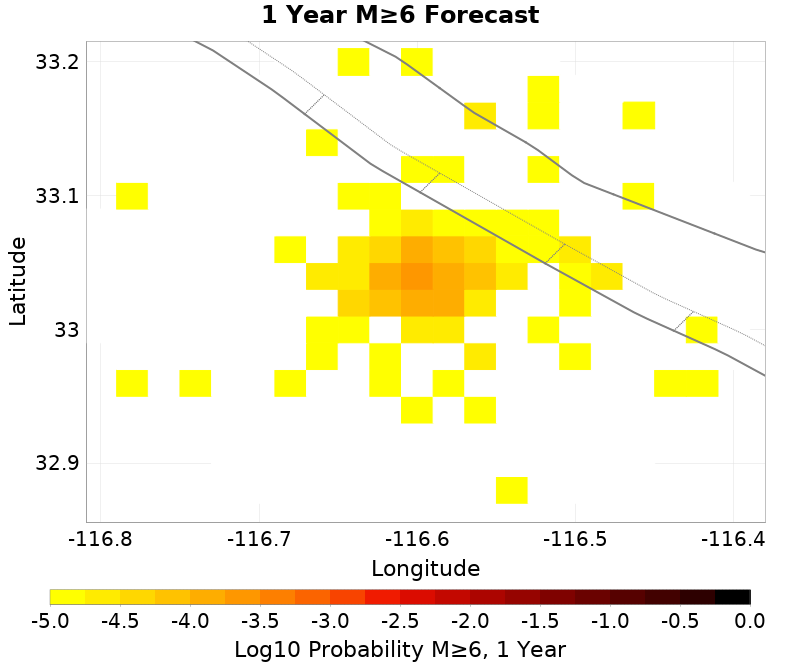 1 Year M≥6 Forecast
33.2
33.1
33
32.9
Latitude
-116.8 -116.7 -116.6 -116.5 -116.4
Longitude
-5.0 -4.5 -4.0 -3.5 -3.0 -2.5 -2.0 -1.5 -1.0 -0.5 0.0
Log10 Probability M≥6, 1 Year